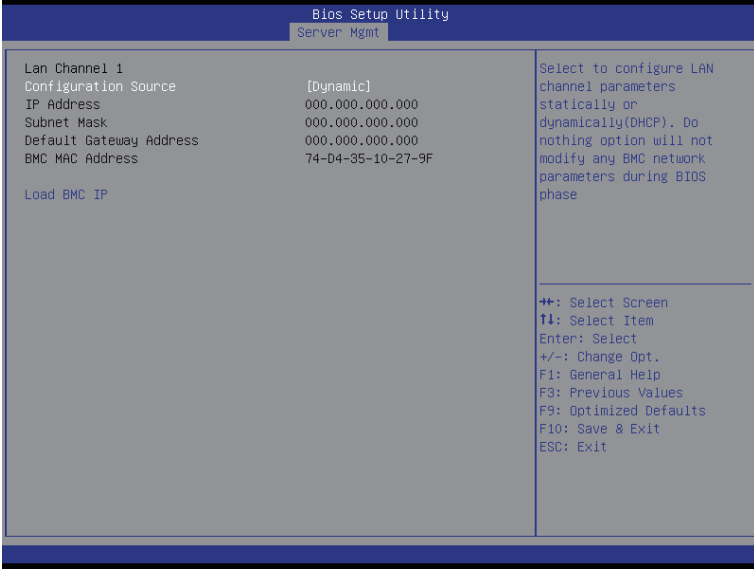 Bios Setup Utility
Server Mgmt
Lan Channel 1
Configuration Source [Dynamic]
IP Address 000.000.000.000
Subnet Mask 000.000.000.000
Default Gateway Address 000.000.000.000
BMC MAC Address 74-D4-35-10-27-9F
Load BMC IP
Select to configure LAN
channel parameters
statically or
dynamically(DHCP). Do
nothing option will not
modify any BMC network
parameters during BIOS
phase
→←: Select Screen
↑↓: Select Item
Enter: Select
+/-: Change Opt.
F1: General Help
F3: Previous Values
F9: Optimized Defaults
F10: Save & Exit
ESC: Exit